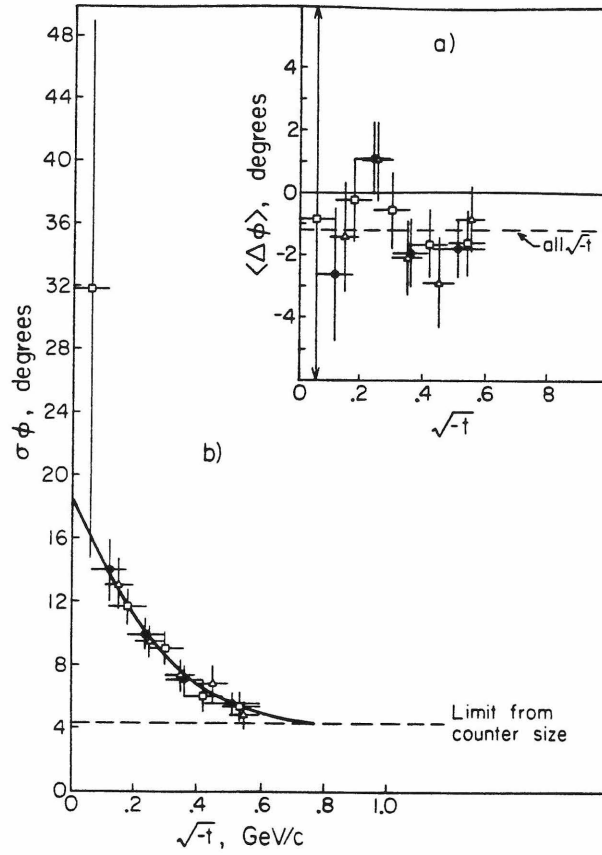 48
44
40
36
32
28
24
20
16
12
8
4
0
σφ, degrees
0 .2 .4 .6 .8 1.0
√-t, GeV/c
b)
Limit from
counter size
a)
4
2
0
-2
-4
⟨Δφ⟩, degrees
all √-t
0 .2 .4 .6 .8
√-t